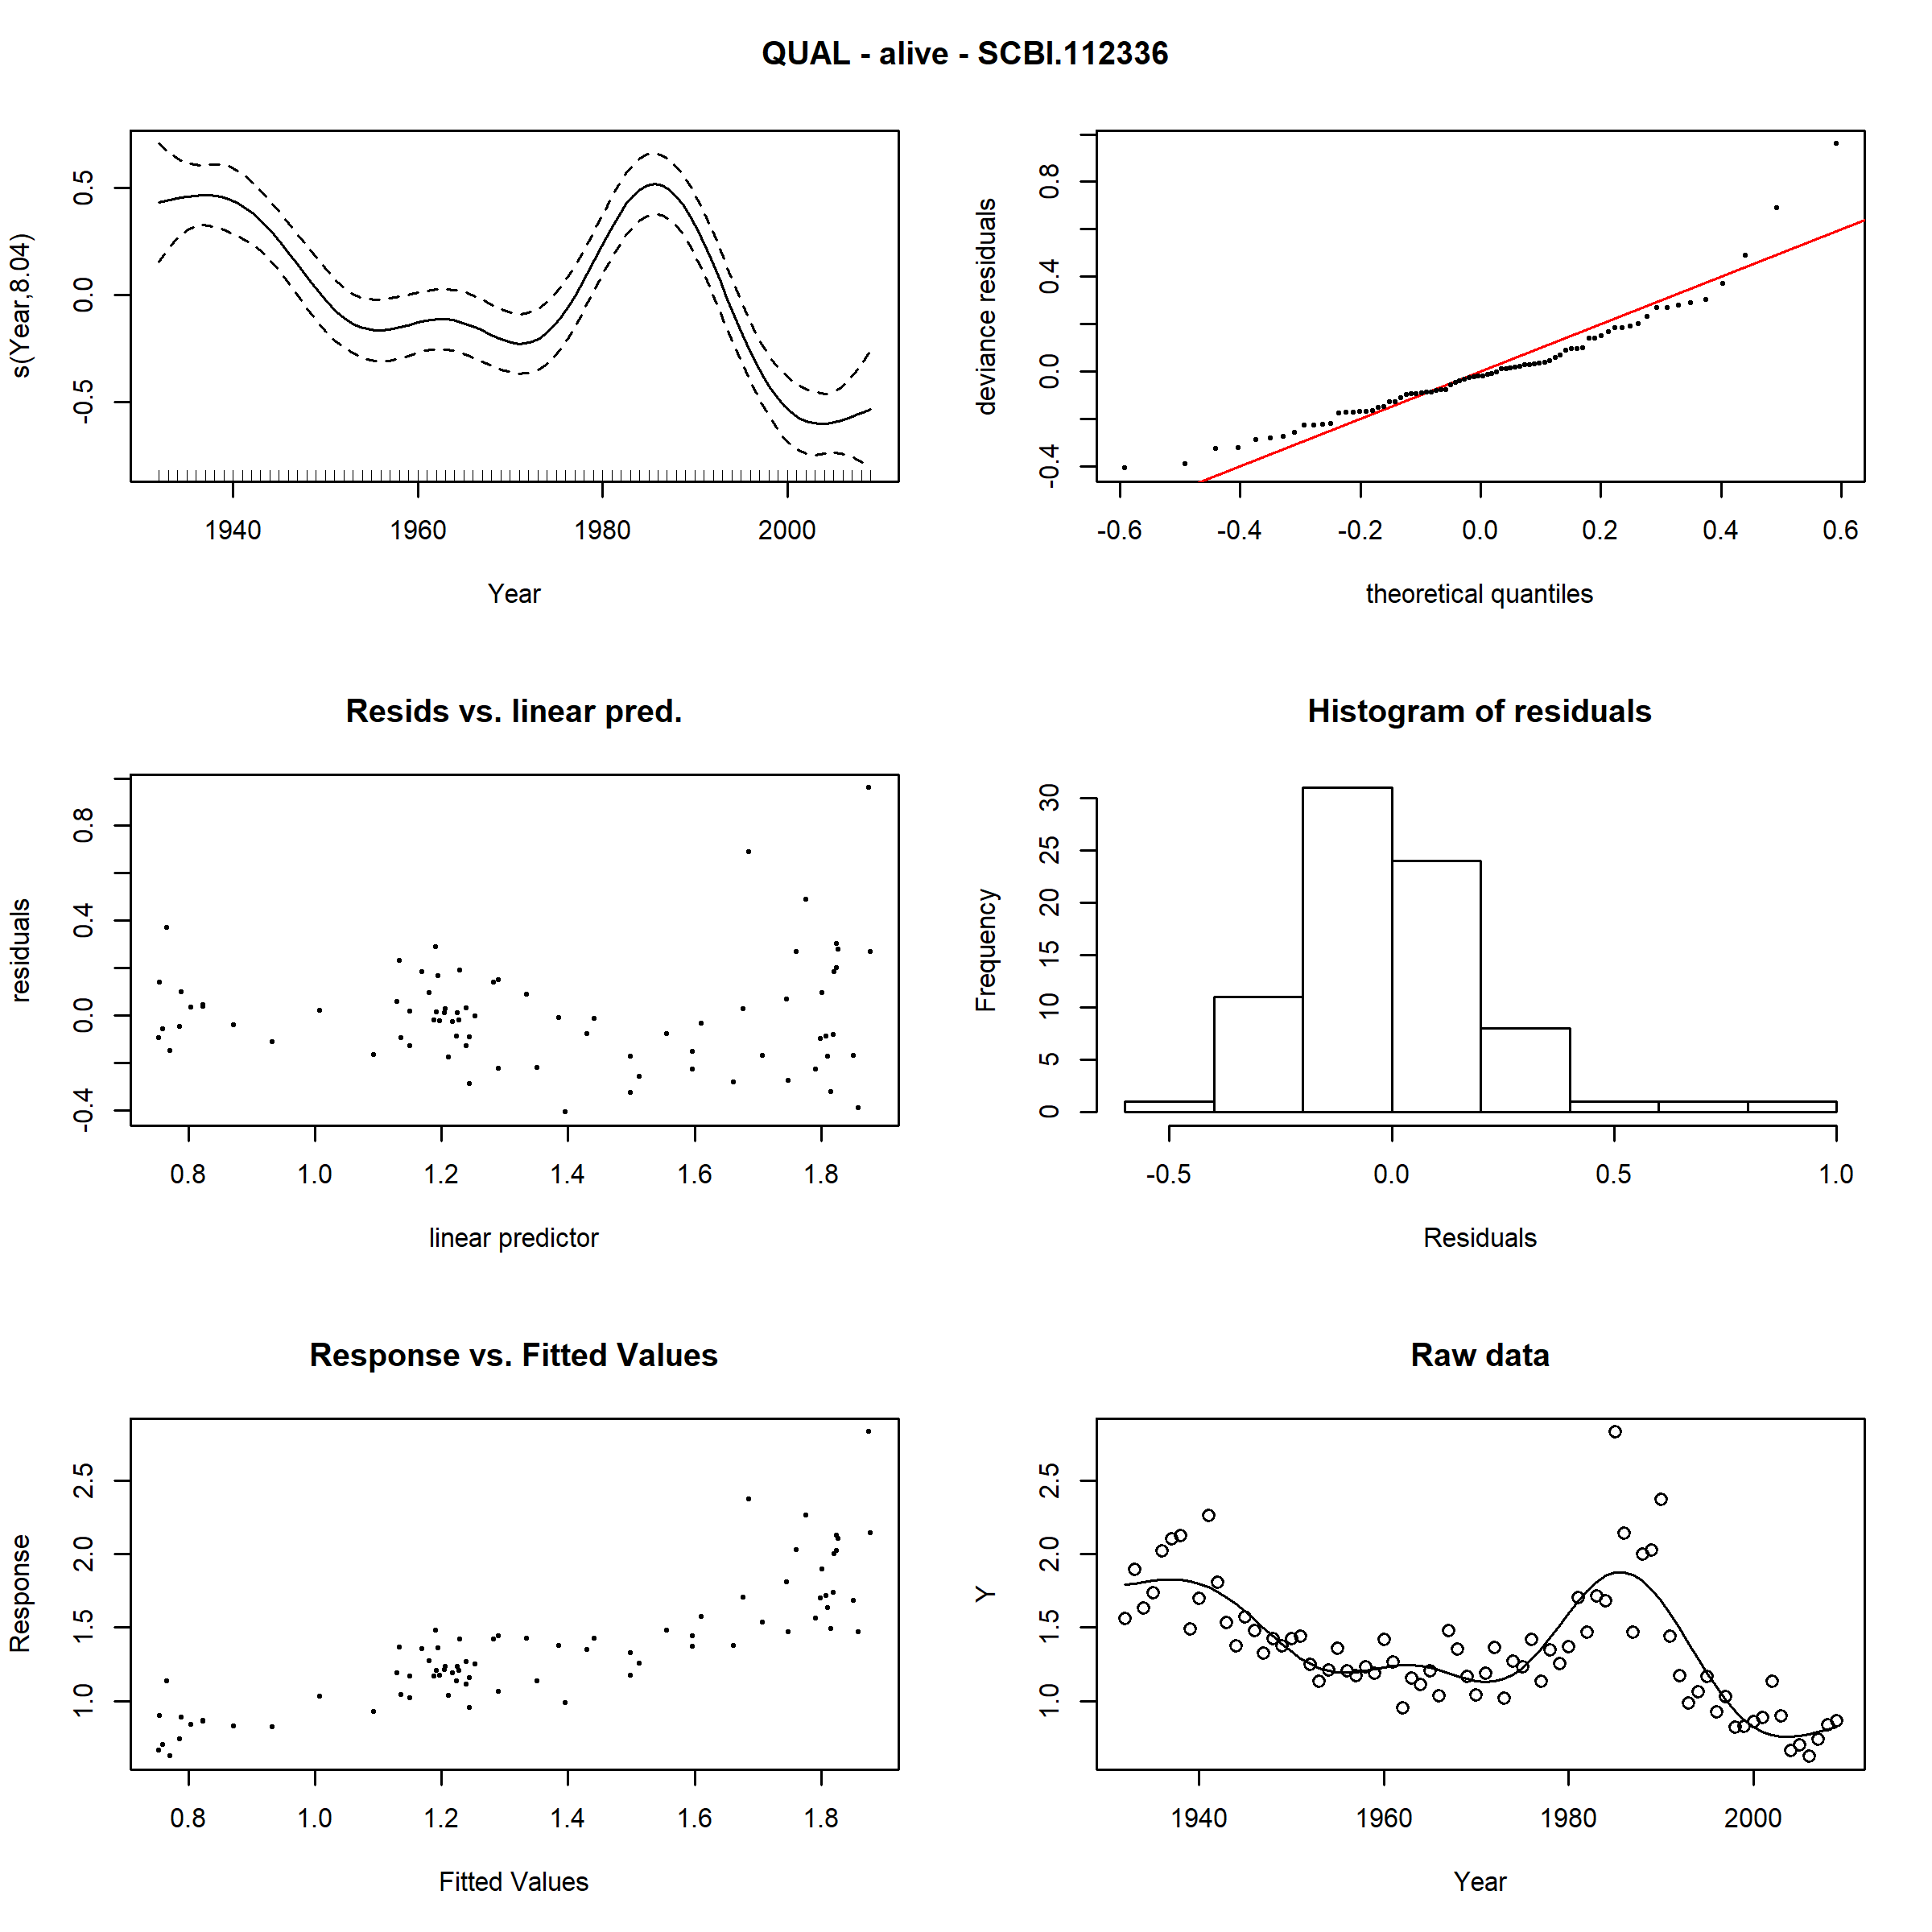 QUAL - alive - SCBI.112336
s(Year,8.04)
-0.5 0.0 0.5
1940 1960 1980 2000
Year
deviance residuals
-0.4 0.0 0.4 0.8
-0.6 -0.4 -0.2 0.0 0.2 0.4 0.6
theoretical quantiles
Resids vs. linear pred.
residuals
-0.4 0.0 0.4 0.8
0.8 1.0 1.2 1.4 1.6 1.8
linear predictor
Histogram of residuals
Frequency
0 5 10 15 20 25 30
-0.5 0.0 0.5 1.0
Residuals
Response vs. Fitted Values
Response
1.0 1.5 2.0 2.5
0.8 1.0 1.2 1.4 1.6 1.8
Fitted Values
Raw data
Y
1.0 1.5 2.0 2.5
1940 1960 1980 2000
Year